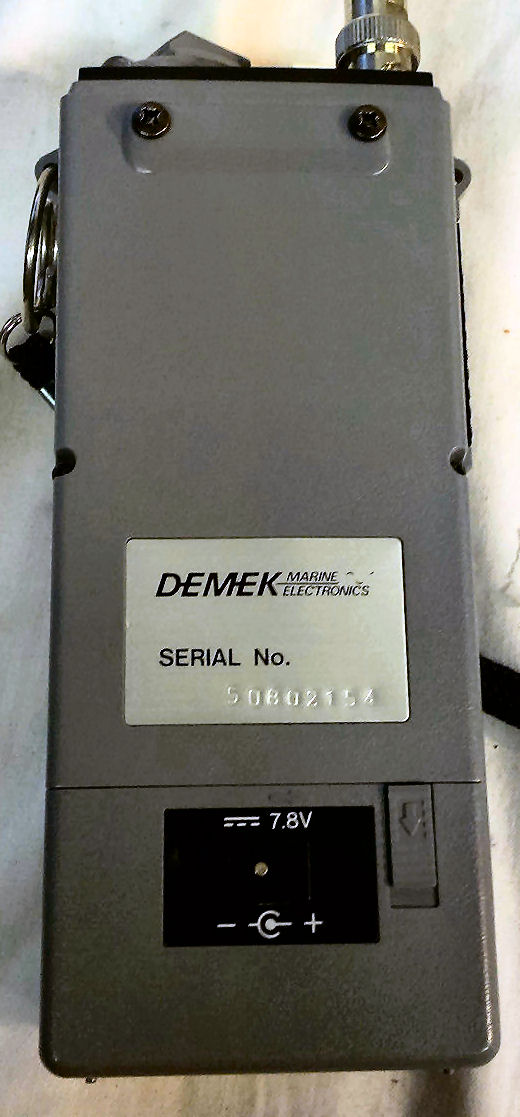 DEMEK MARINE
ELECTRONICS
SERIAL No.
50802154
7.8V
- +